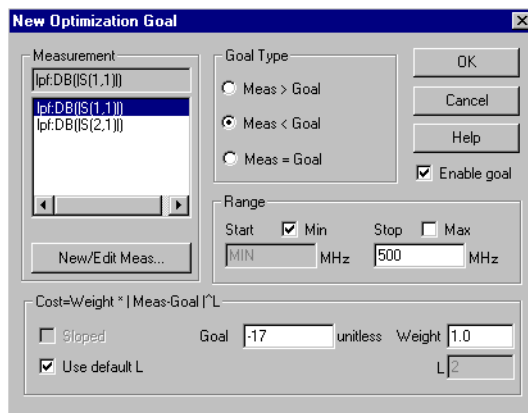 New Optimization Goal
Measurement
lpf:DB(|S(1,1)|)
lpf:DB(|S(1,1)|)
lpf:DB(|S(2,1)|)
New/Edit Meas...
Goal Type
Meas > Goal
Meas < Goal
Meas = Goal
OK
Cancel
Help
Enable goal
Range
Start Min Stop Max
MIN MHz 500 MHz
Cost=Weight * | Meas-Goal |^L
Sloped Goal -17 unitless Weight 1.0
Use default L L 2